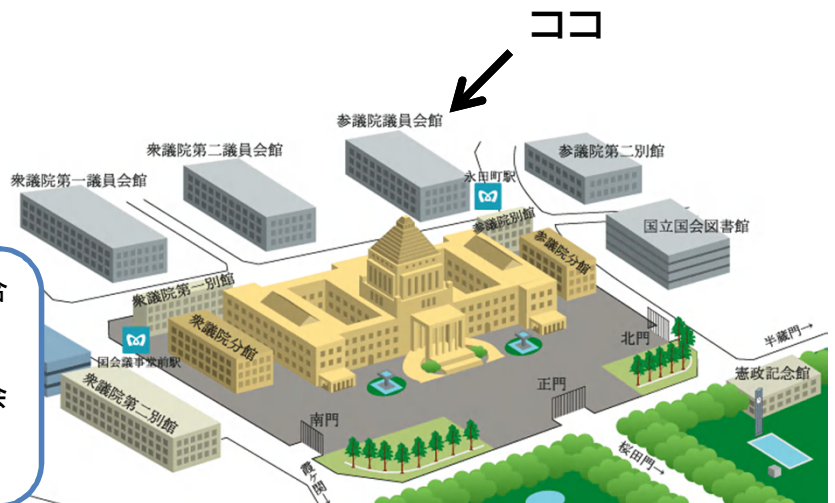 ココ
参議院議員会館
衆議院第二議員会館
参議院第二別館
衆議院第一議員会館
永田町駅
参議院別館
国立国会図書館
参議院分館
衆議院第一別館
合
衆議院分館
国会議事堂前駅
北門
半蔵門→
憲政記念館
衆議院第二別館
会
正門
南門
桜田門→
霞ヶ関→